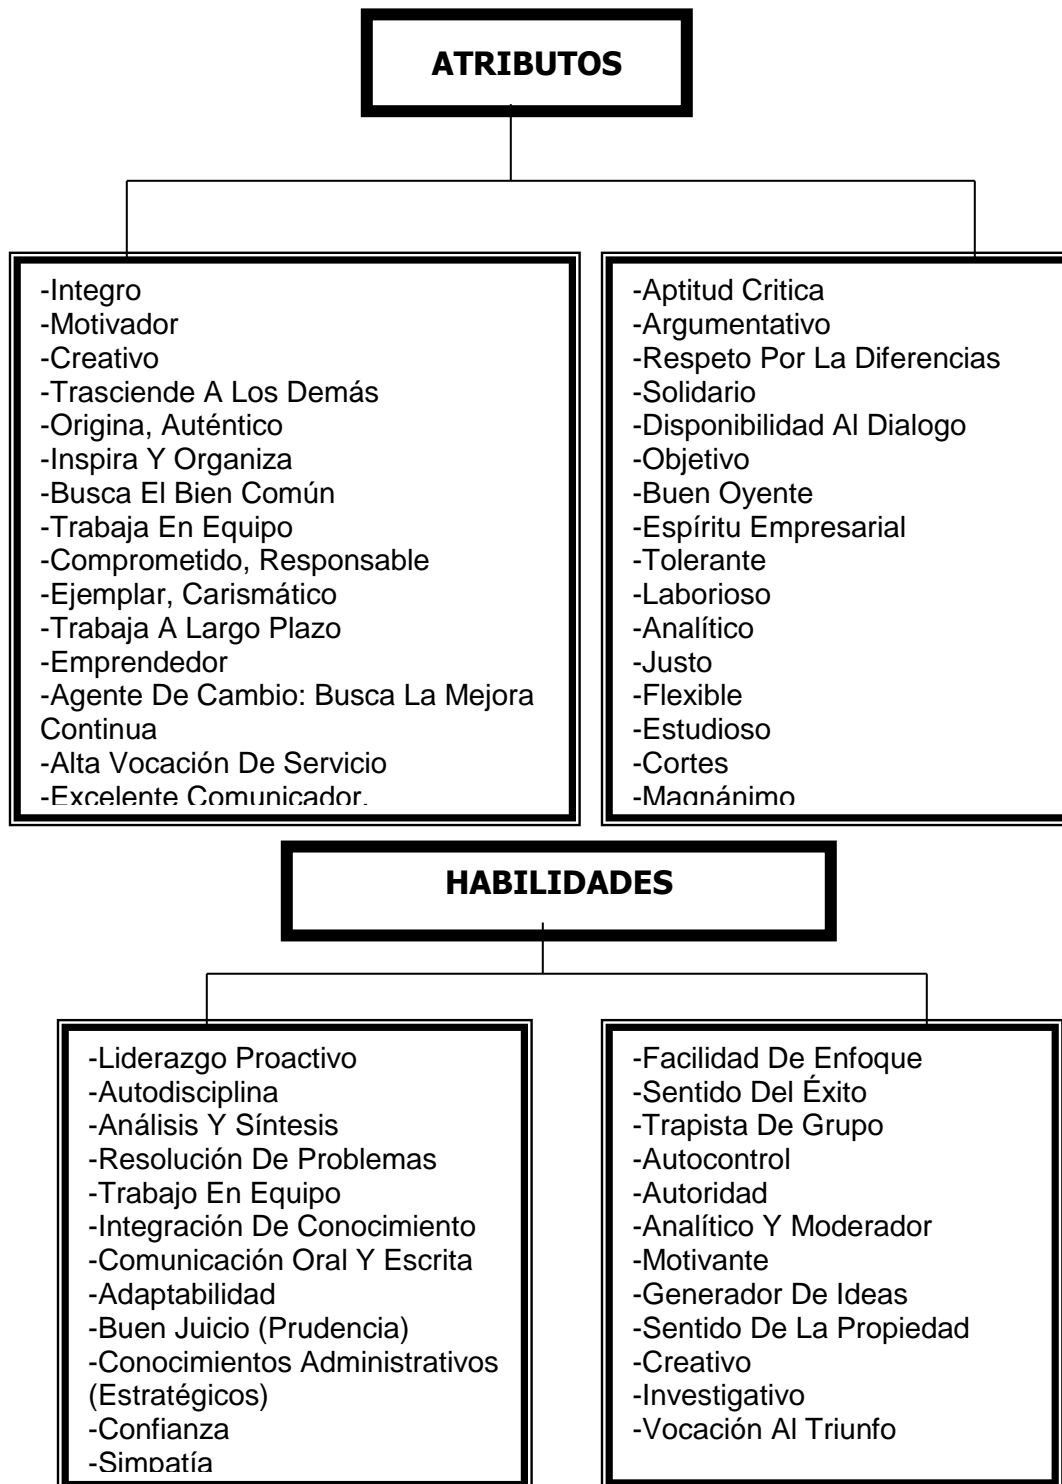 ATRIBUTOS
-Integro
-Motivador
-Creativo
-Trasciende A Los Demás
-Origina, Auténtico
-Inspira Y Organiza
-Busca El Bien Común
-Trabaja En Equipo
-Comprometido, Responsable
-Ejemplar, Carismático
-Trabaja A Largo Plazo
-Emprendedor
-Agente De Cambio: Busca La Mejora
Continua
-Alta Vocación De Servicio
-Excelente Comunicador.
-Aptitud Critica
-Argumentativo
-Respeto Por La Diferencias
-Solidario
-Disponibilidad Al Dialogo
-Objetivo
-Buen Oyente
-Espíritu Empresarial
-Tolerante
-Laborioso
-Analítico
-Justo
-Flexible
-Estudioso
-Cortes
-Magnánimo
HABILIDADES
-Liderazgo Proactivo
-Autodisciplina
-Análisis Y Síntesis
-Resolución De Problemas
-Trabajo En Equipo
-Integración De Conocimiento
-Comunicación Oral Y Escrita
-Adaptabilidad
-Buen Juicio (Prudencia)
-Conocimientos Administrativos
(Estratégicos)
-Confianza
-Simpatía
-Facilidad De Enfoque
-Sentido Del Éxito
-Trapista De Grupo
-Autocontrol
-Autoridad
-Analítico Y Moderador
-Motivante
-Generador De Ideas
-Sentido De La Propiedad
-Creativo
-Investigativo
-Vocación Al Triunfo